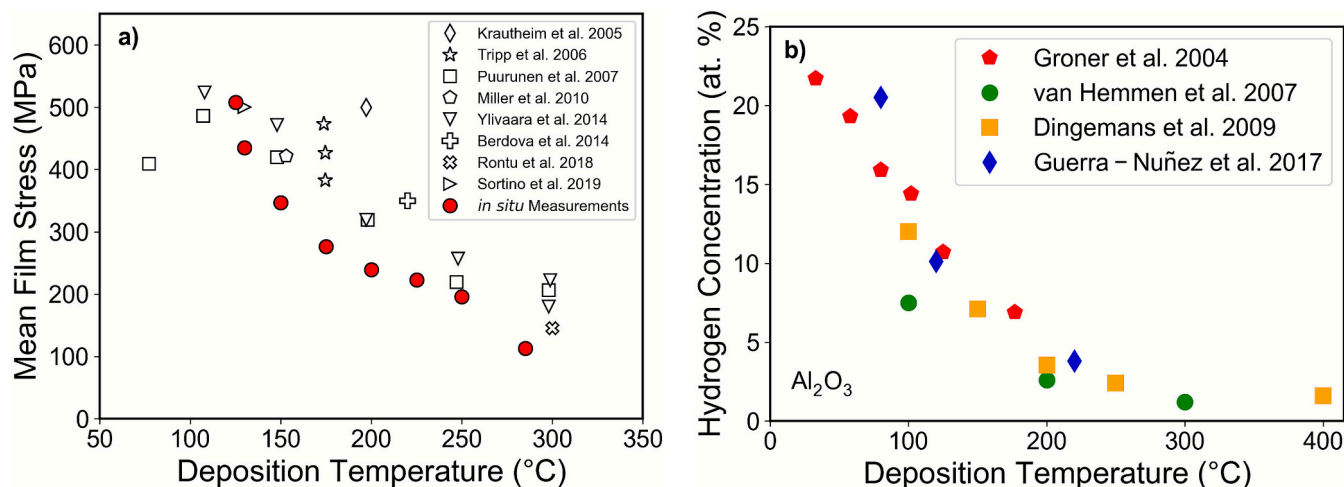 a)
Mean Film Stress (MPa)
600
500
400
300
200
100
0
50
100
150
200
250
300
350
Deposition Temperature (°C)
Krautheim et al. 2005
Tripp et al. 2006
Puurunen et al. 2007
Miller et al. 2010
Ylivaara et al. 2014
Berdova et al. 2014
Rontu et al. 2018
Sortino et al. 2019
in situ Measurements
b)
Hydrogen Concentration (at. %)
25
20
15
10
5
0
0
100
200
300
400
Deposition Temperature (°C)
Groner et al. 2004
van Hemmen et al. 2007
Dingemans et al. 2009
Guerra – Nuñez et al. 2017
Al₂O₃